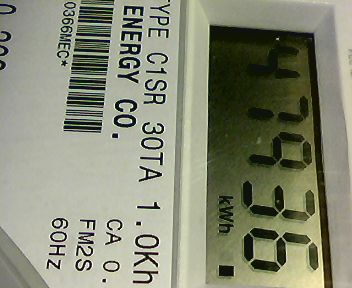 47936
kWh
TYPE C1SR 30TA 1.0Kh
ENERGY CO.
CA 0.
FM2S
0366MEC*
60HZ